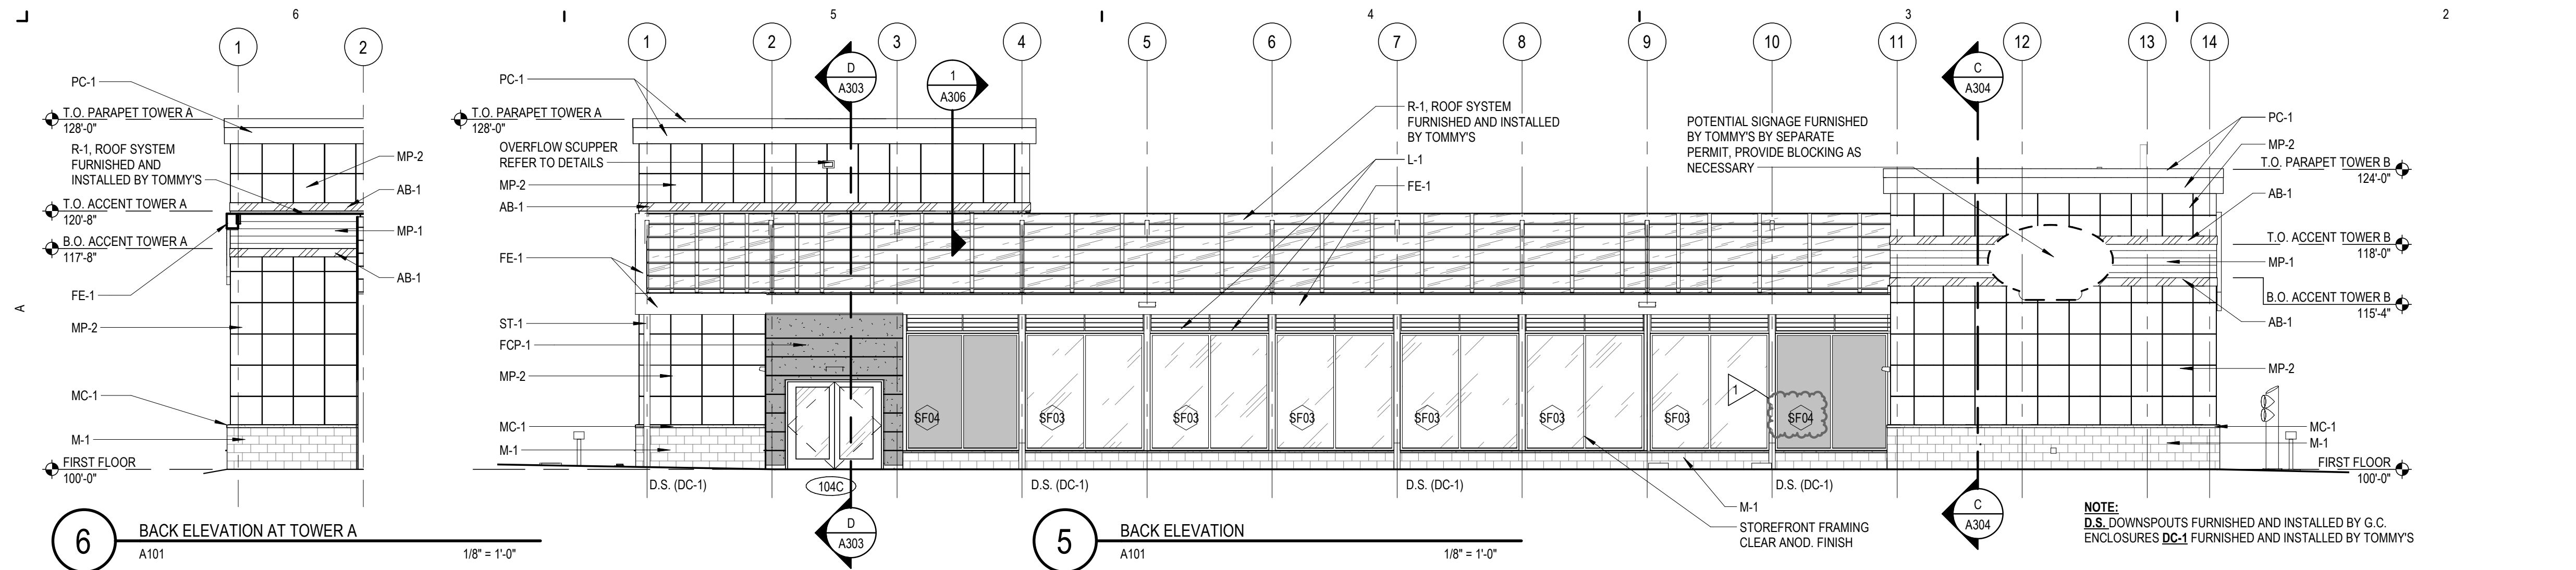 6
5
4
3
2
A
1
2
PC-1
T.O. PARAPET TOWER A
128'-0"
R-1, ROOF SYSTEM
FURNISHED AND
INSTALLED BY TOMMY'S
MP-2
AB-1
T.O. ACCENT TOWER A
120'-8"
MP-1
B.O. ACCENT TOWER A
117'-8"
AB-1
FE-1
MP-2
MC-1
M-1
FIRST FLOOR
100'-0"
6
BACK ELEVATION AT TOWER A
A101
1/8" = 1'-0"
1
2
3
4
5
6
7
8
9
10
11
12
13
14
D
A303
1
A306
C
A304
PC-1
T.O. PARAPET TOWER A
128'-0"
OVERFLOW SCUPPER
REFER TO DETAILS
MP-2
AB-1
FE-1
ST-1
FCP-1
MP-2
MC-1
M-1
R-1, ROOF SYSTEM
FURNISHED AND INSTALLED
BY TOMMY'S
L-1
FE-1
POTENTIAL SIGNAGE FURNISHED
BY TOMMY'S BY SEPARATE
PERMIT, PROVIDE BLOCKING AS
NECESSARY
PC-1
MP-2
T.O. PARAPET TOWER B
124'-0"
AB-1
T.O. ACCENT TOWER B
118'-0"
MP-1
B.O. ACCENT TOWER B
115'-4"
AB-1
MP-2
MC-1
M-1
FIRST FLOOR
100'-0"
SF04
SF03
SF03
SF03
SF03
SF03
SF03
1
SF04
D.S. (DC-1)
104C
D.S. (DC-1)
D.S. (DC-1)
D.S. (DC-1)
M-1
STOREFRONT FRAMING
CLEAR ANOD. FINISH
D
A303
C
A304
5
BACK ELEVATION
A101
1/8" = 1'-0"
NOTE:
D.S. DOWNSPOUTS FURNISHED AND INSTALLED BY G.C.
ENCLOSURES DC-1 FURNISHED AND INSTALLED BY TOMMY'S